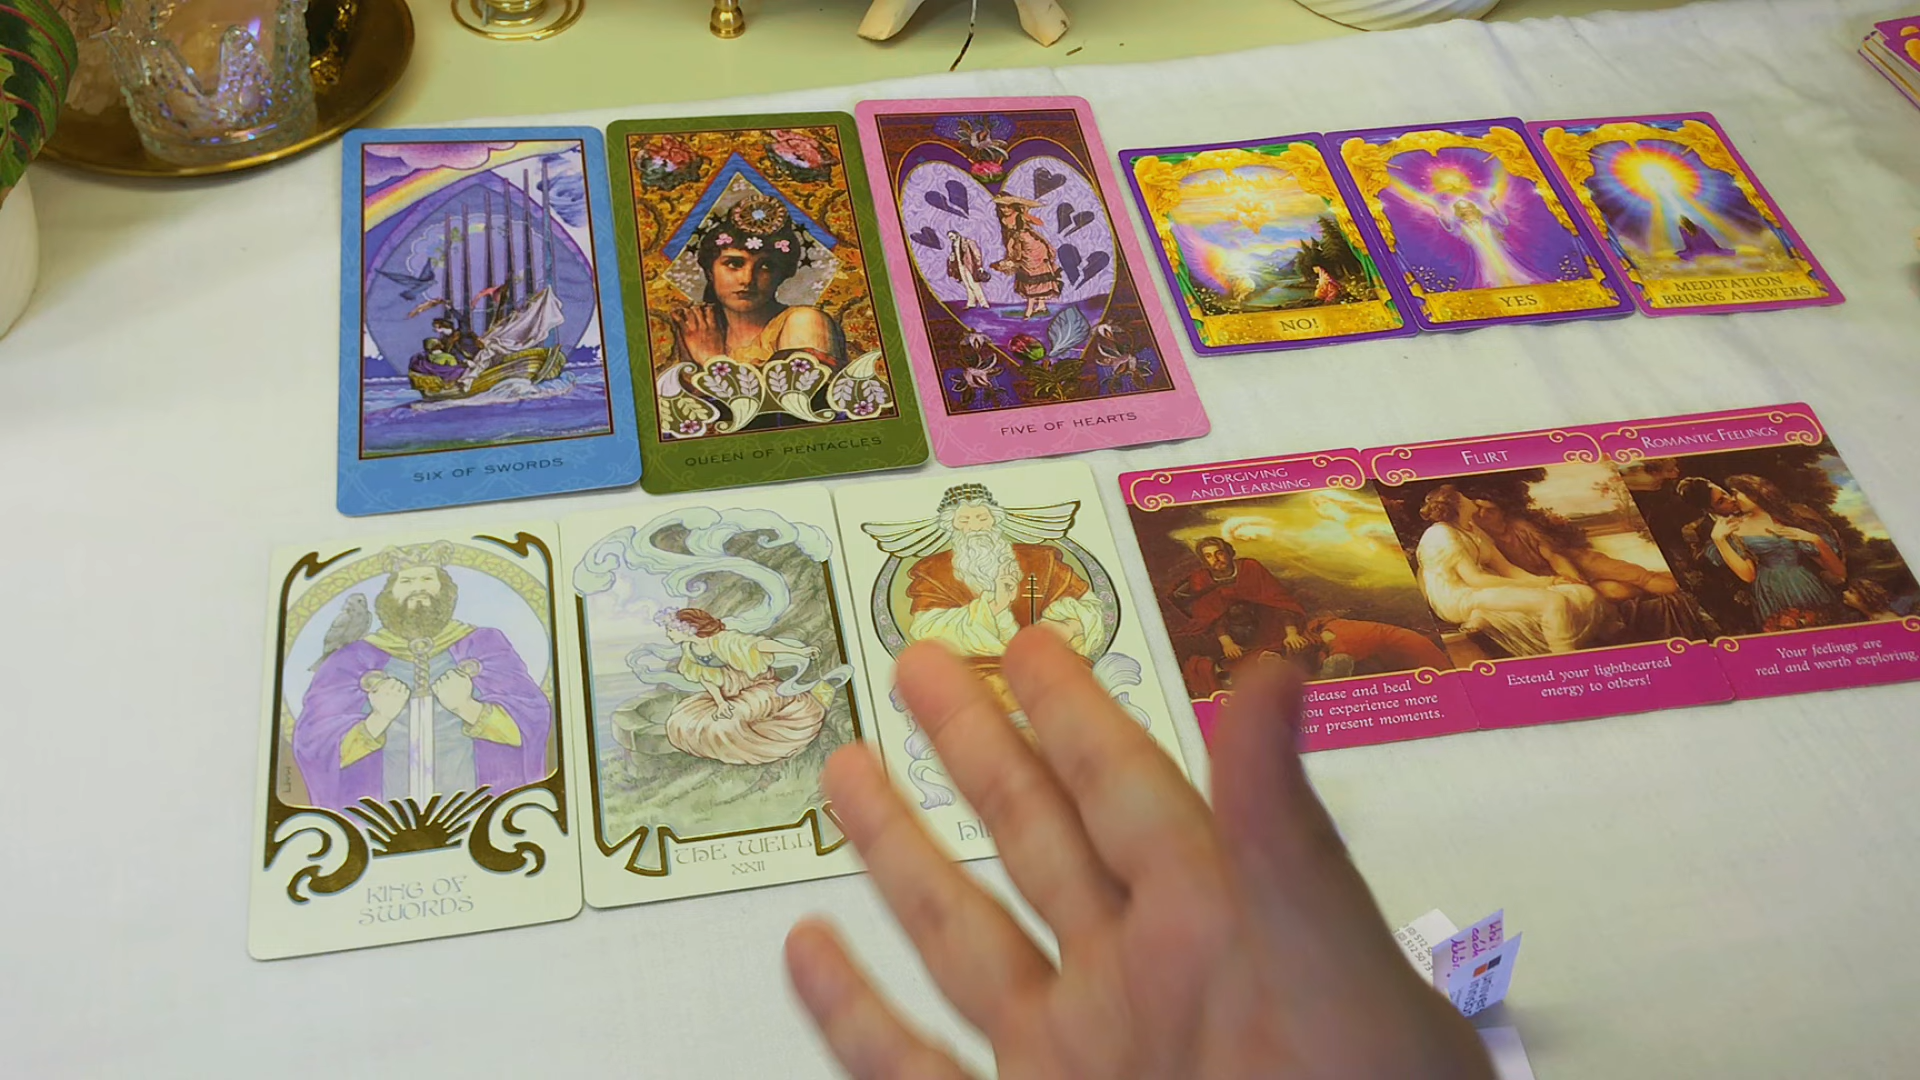 SIX OF SWORDS
QUEEN OF PENTACLES
FIVE OF HEARTS
NO!
YES
MEDITATION
BRINGS ANSWERS
FORGIVING
AND LEARNING
FLIRT
ROMANTIC FEELINGS
release and heal
you experience more
our present moments.
Extend your lighthearted
energy to others!
Your feelings are
real and worth exploring.
KING OF
SWORDS
THE WELL
XXII